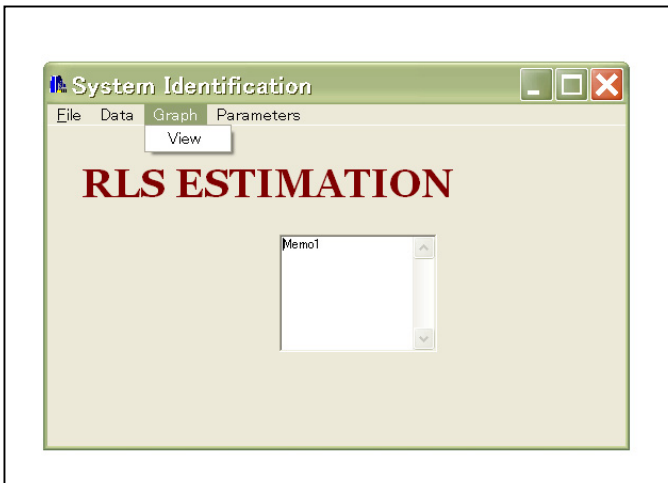 System Identification
File Data Graph Parameters
View
RLS ESTIMATION
Memo1